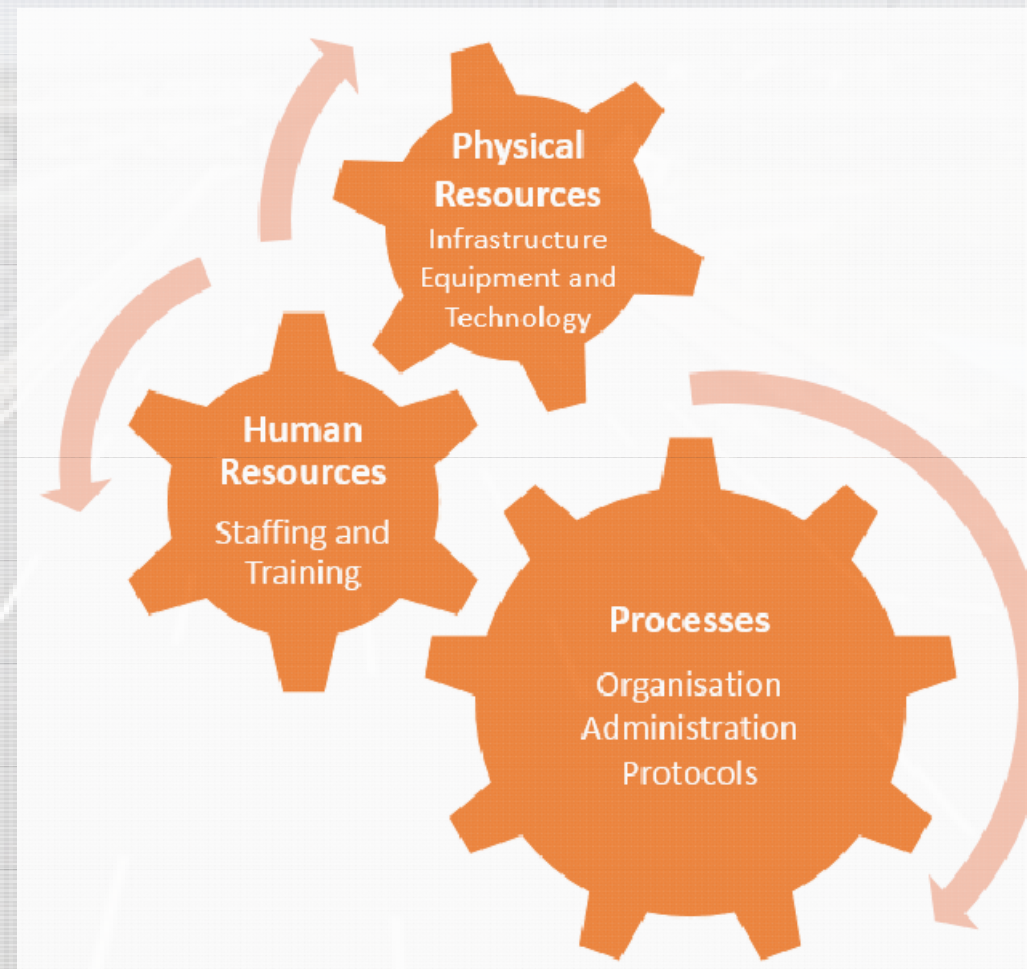 Physical
Resources
Infrastructure
Equipment and
Technology
Human
Resources
Staffing and
Training
Processes
Organisation
Administration
Protocols